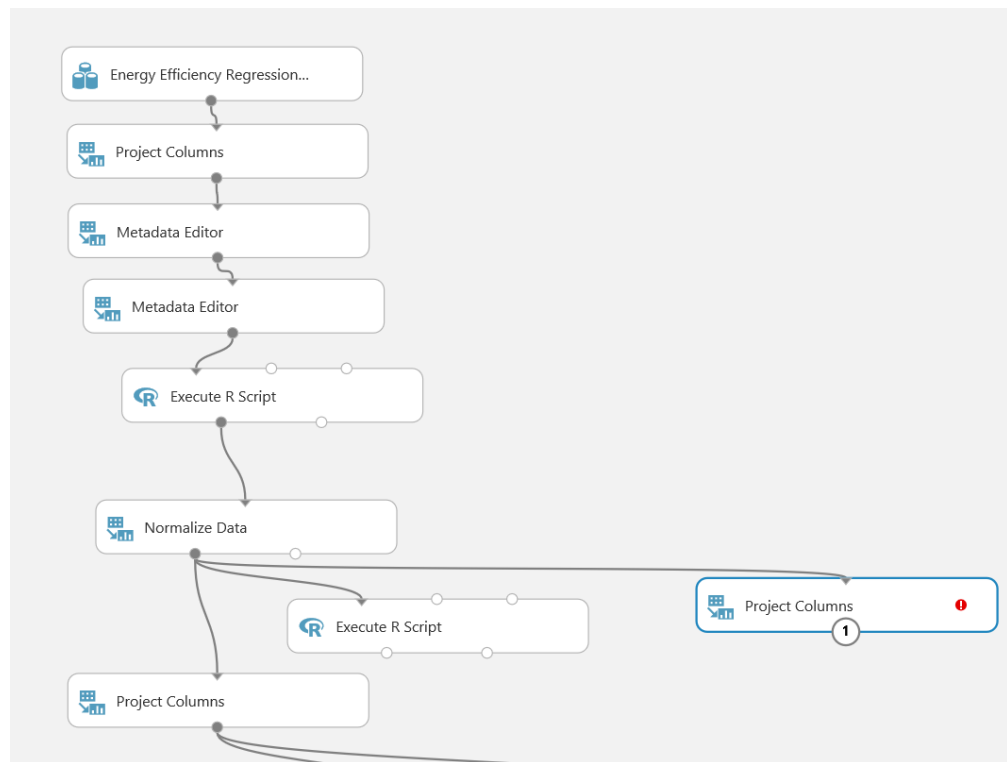 Energy Efficiency Regression...
Project Columns
Metadata Editor
Metadata Editor
R Execute R Script
Normalize Data
Project Columns
1
R Execute R Script
Project Columns